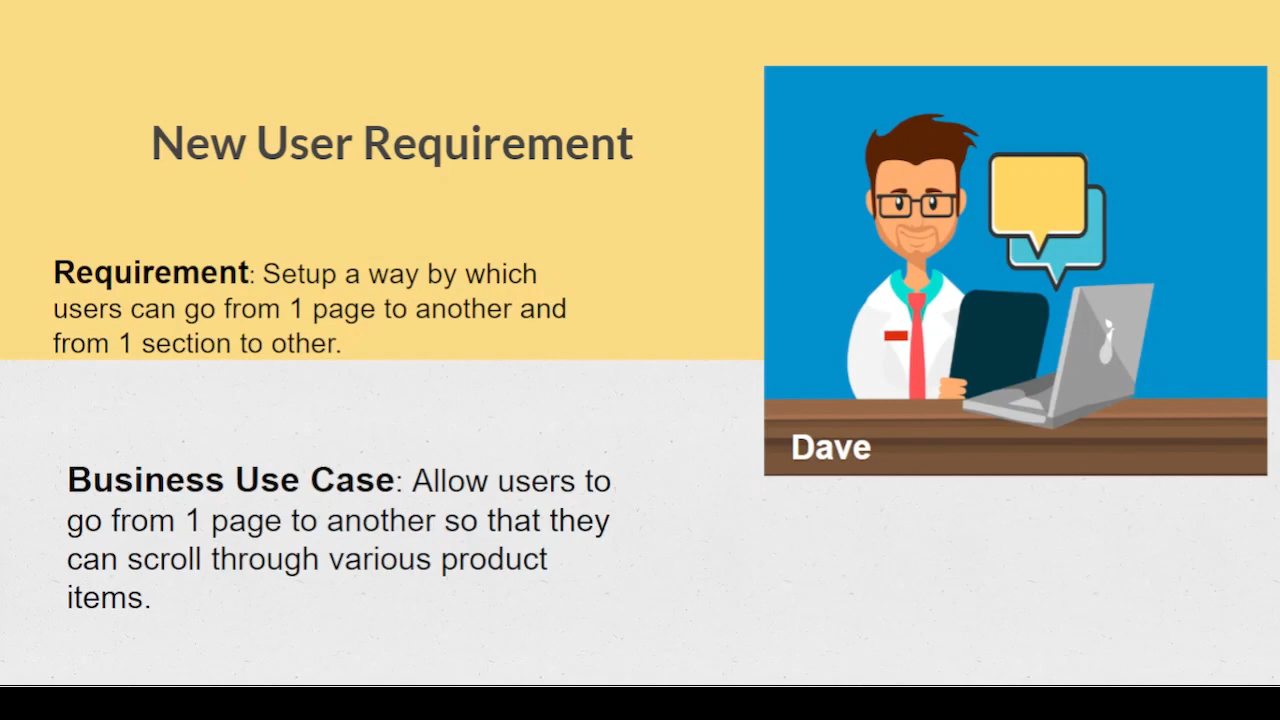 New User Requirement
Requirement: Setup a way by which
users can go from 1 page to another and
from 1 section to other.
Business Use Case: Allow users to
go from 1 page to another so that they
can scroll through various product
items.
Dave